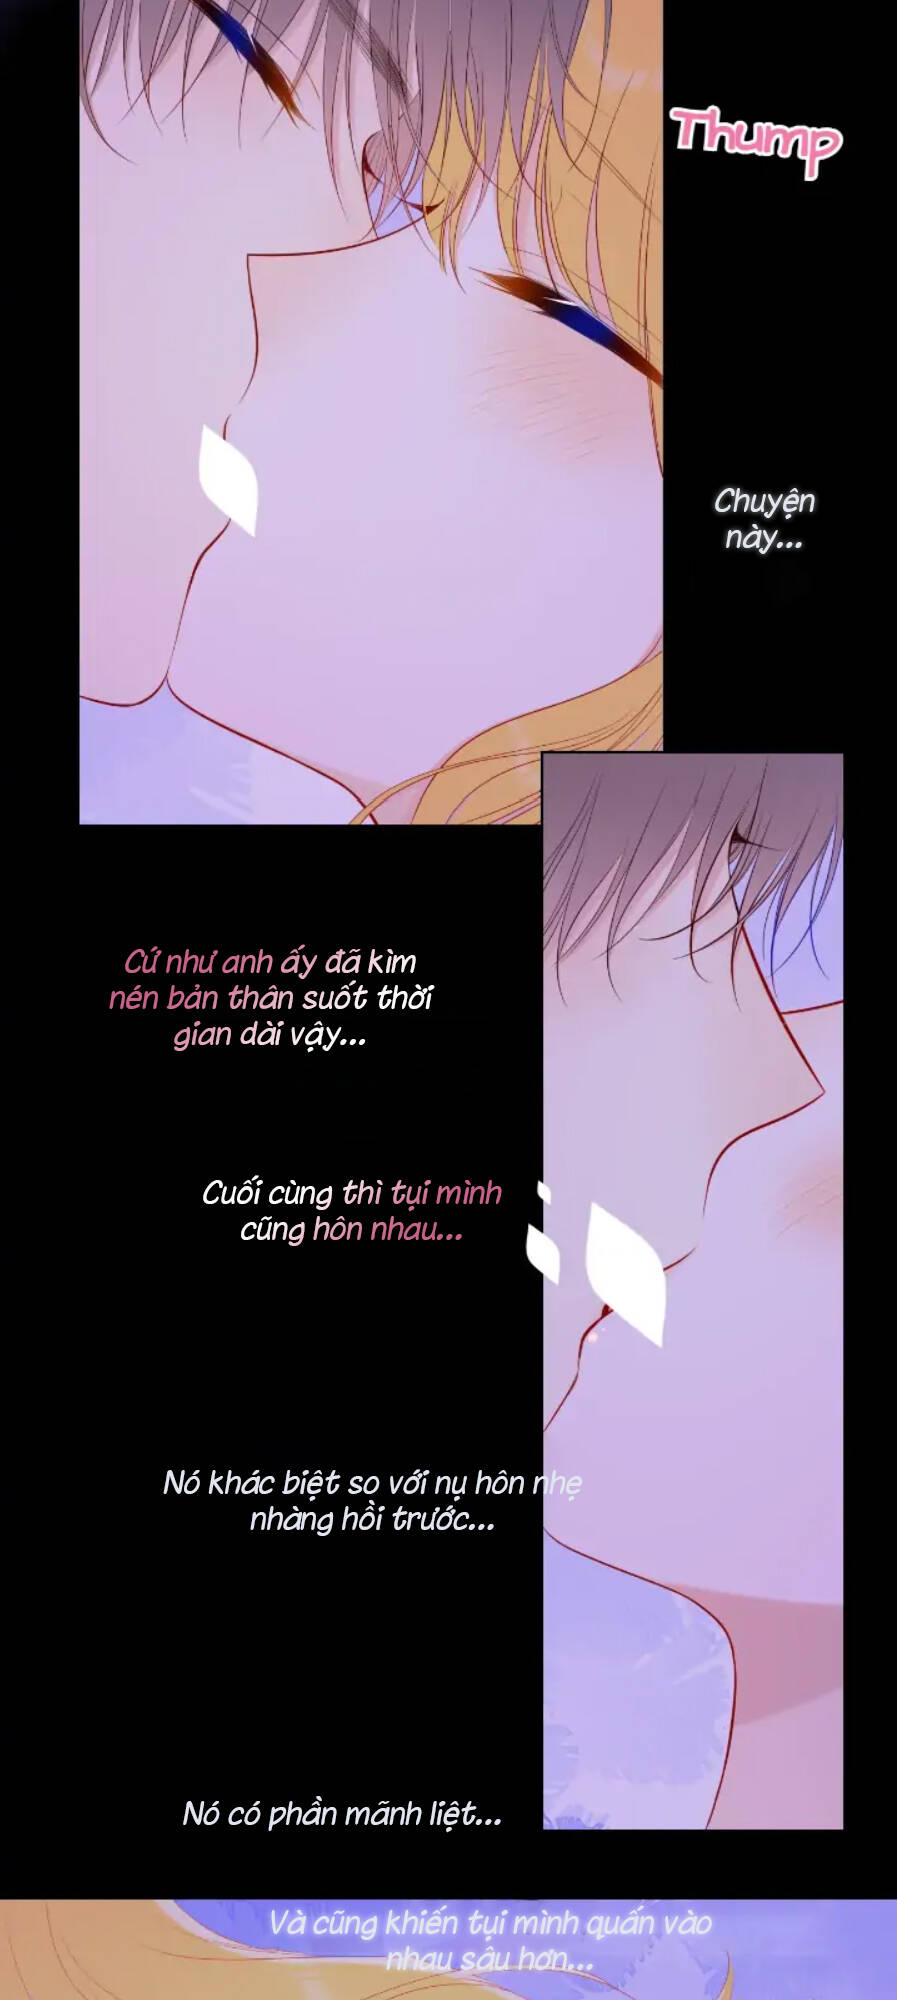 Thump
Chuyện
này...
Cứ như anh ấy đã kìm
nén bản thân suốt thời
gian dài vậy...
Cuối cùng thì tụi mình
cũng hôn nhau...
Nó khác biệt so với nụ hôn nhẹ
nhàng hồi trước...
Nó có phần mãnh liệt...
Và cũng khiến tụi mình quấn vào
nhau sâu hơn...